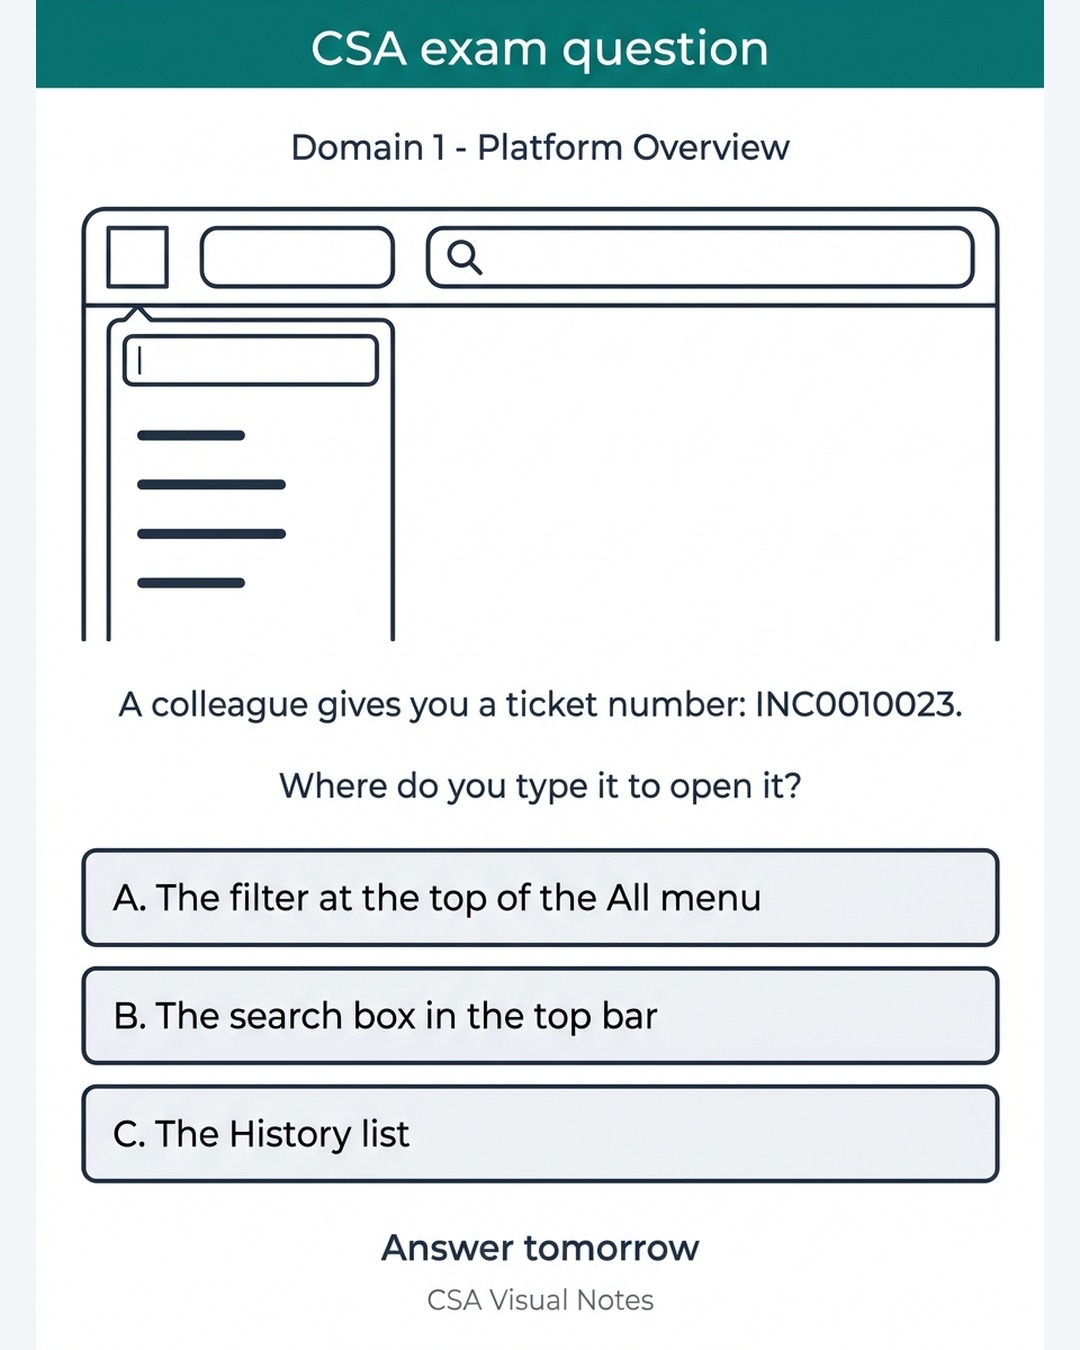 CSA exam question
Domain 1 - Platform Overview
A colleague gives you a ticket number: INC0010023.
Where do you type it to open it?
A. The filter at the top of the All menu
B. The search box in the top bar
C. The History list
Answer tomorrow
CSA Visual Notes